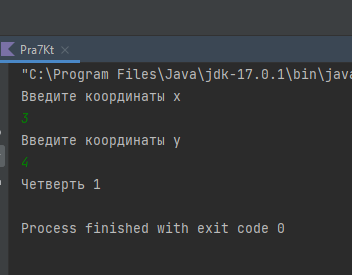 Pra7Kt
"C:\Program Files\Java\jdk-17.0.1\bin\java
Введите координаты x
3
Введите координаты y
4
Четверть 1
Process finished with exit code 0